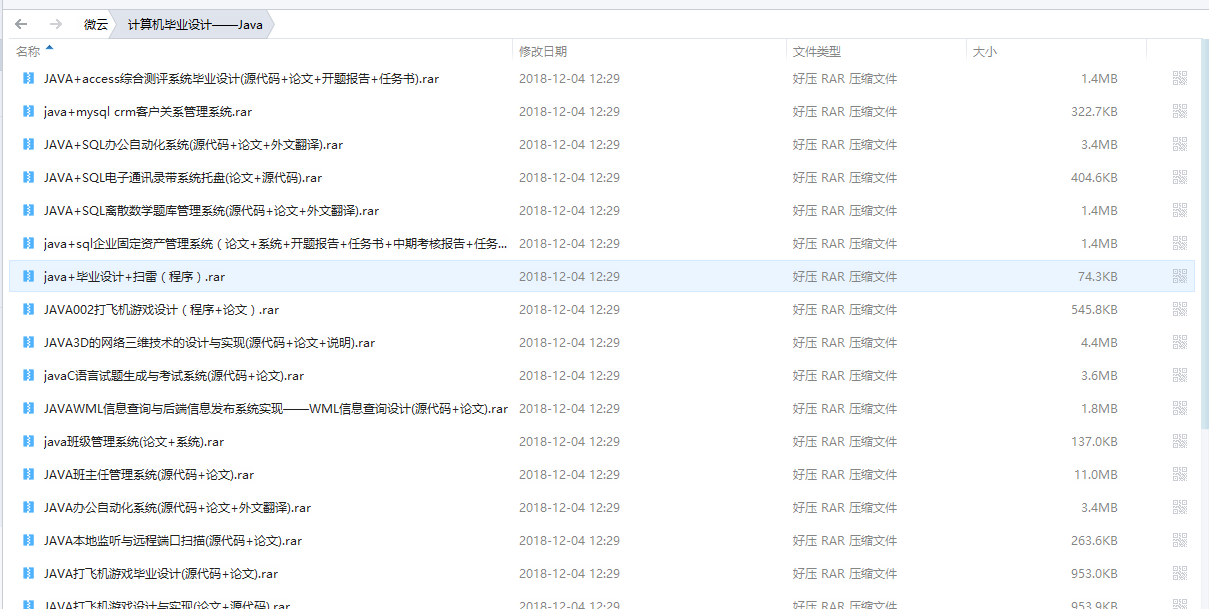 微云 计算机毕业设计——Java
名称 修改日期 文件类型 大小
JAVA+access综合测评系统毕业设计(源代码+论文+开题报告+任务书).rar 2018-12-04 12:29 好压 RAR 压缩文件 1.4MB
java+mysql crm客户关系管理系统.rar 2018-12-04 12:29 好压 RAR 压缩文件 322.7KB
JAVA+SQL办公自动化系统(源代码+论文+外文翻译).rar 2018-12-04 12:29 好压 RAR 压缩文件 3.4MB
JAVA+SQL电子通讯录带系统托盘(论文+源代码).rar 2018-12-04 12:29 好压 RAR 压缩文件 404.6KB
JAVA+SQL离散数学题库管理系统(源代码+论文+外文翻译).rar 2018-12-04 12:29 好压 RAR 压缩文件 1.4MB
java+sql企业固定资产管理系统（论文+系统+开题报告+任务书+中期考核报告+任务... 2018-12-04 12:29 好压 RAR 压缩文件 1.4MB
java+毕业设计+扫雷（程序）.rar 2018-12-04 12:29 好压 RAR 压缩文件 74.3KB
JAVA002打飞机游戏设计（程序+论文）.rar 2018-12-04 12:29 好压 RAR 压缩文件 545.8KB
JAVA3D的网络三维技术的设计与实现(源代码+论文+说明).rar 2018-12-04 12:29 好压 RAR 压缩文件 4.4MB
javaC语言试题生成与考试系统(源代码+论文).rar 2018-12-04 12:29 好压 RAR 压缩文件 3.6MB
JAVAWML信息查询与后端信息发布系统实现——WML信息查询设计(源代码+论文).rar 2018-12-04 12:29 好压 RAR 压缩文件 1.8MB
java班级管理系统(论文+系统).rar 2018-12-04 12:29 好压 RAR 压缩文件 137.0KB
JAVA班主任管理系统(源代码+论文).rar 2018-12-04 12:29 好压 RAR 压缩文件 11.0MB
JAVA办公自动化系统(源代码+论文+外文翻译).rar 2018-12-04 12:29 好压 RAR 压缩文件 3.4MB
JAVA本地监听与远程端口扫描(源代码+论文).rar 2018-12-04 12:29 好压 RAR 压缩文件 263.6KB
JAVA打飞机游戏毕业设计(源代码+论文).rar 2018-12-04 12:29 好压 RAR 压缩文件 953.0KB
JAVA打飞机游戏设计与实现(论文+源代码).rar 2018-12-04 12:29 好压 RAR 压缩文件 953.9KB